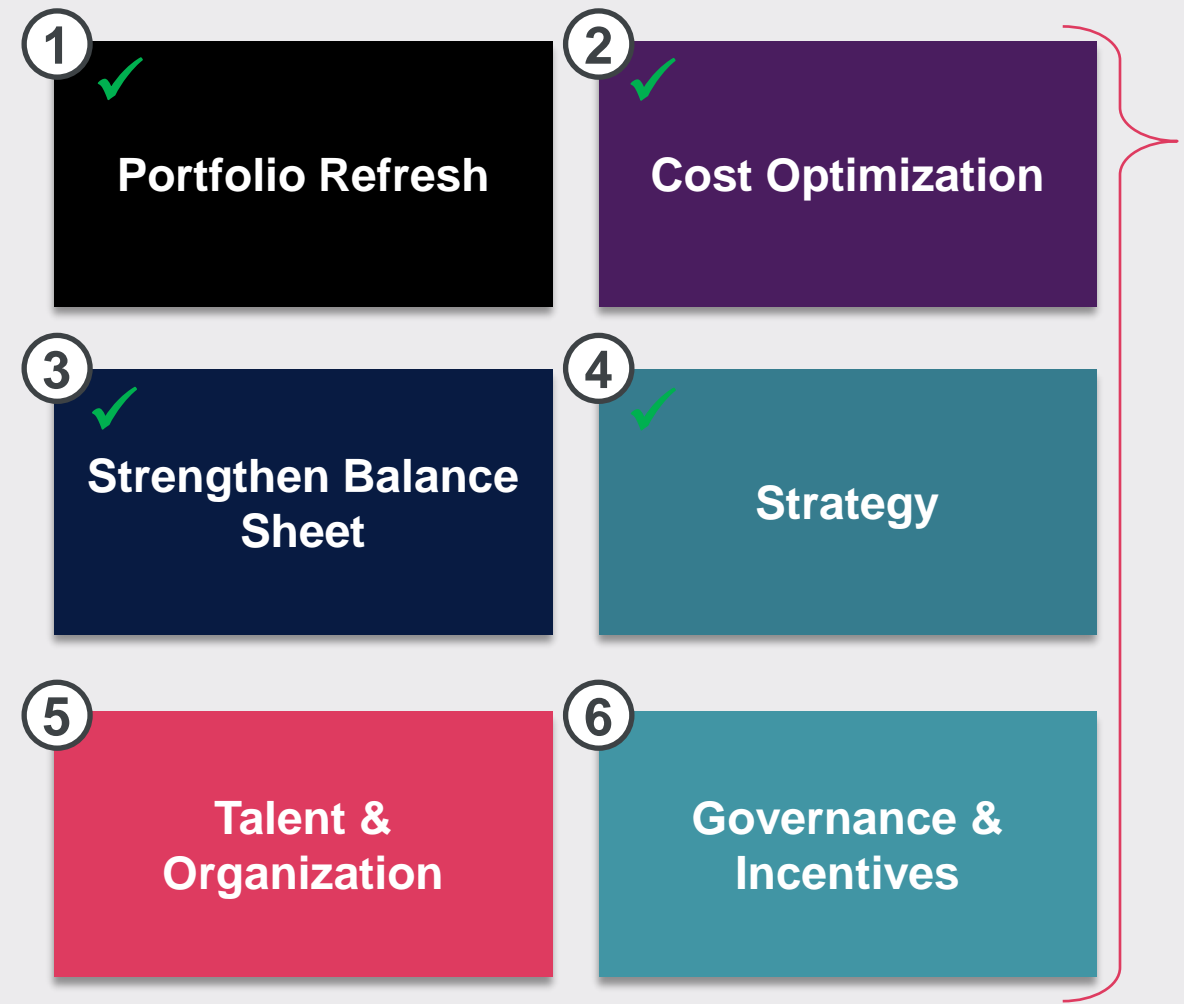 1
Portfolio Refresh
2
Cost Optimization
3
Strengthen Balance
Sheet
4
Strategy
5
Talent &
Organization
6
Governance &
Incentives